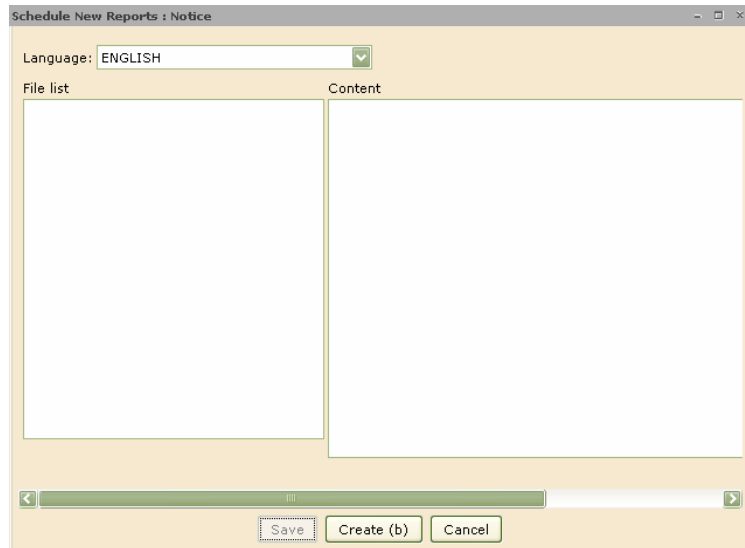 Schedule New Reports : Notice
Language: ENGLISH
File list Content
Save Create (b) Cancel